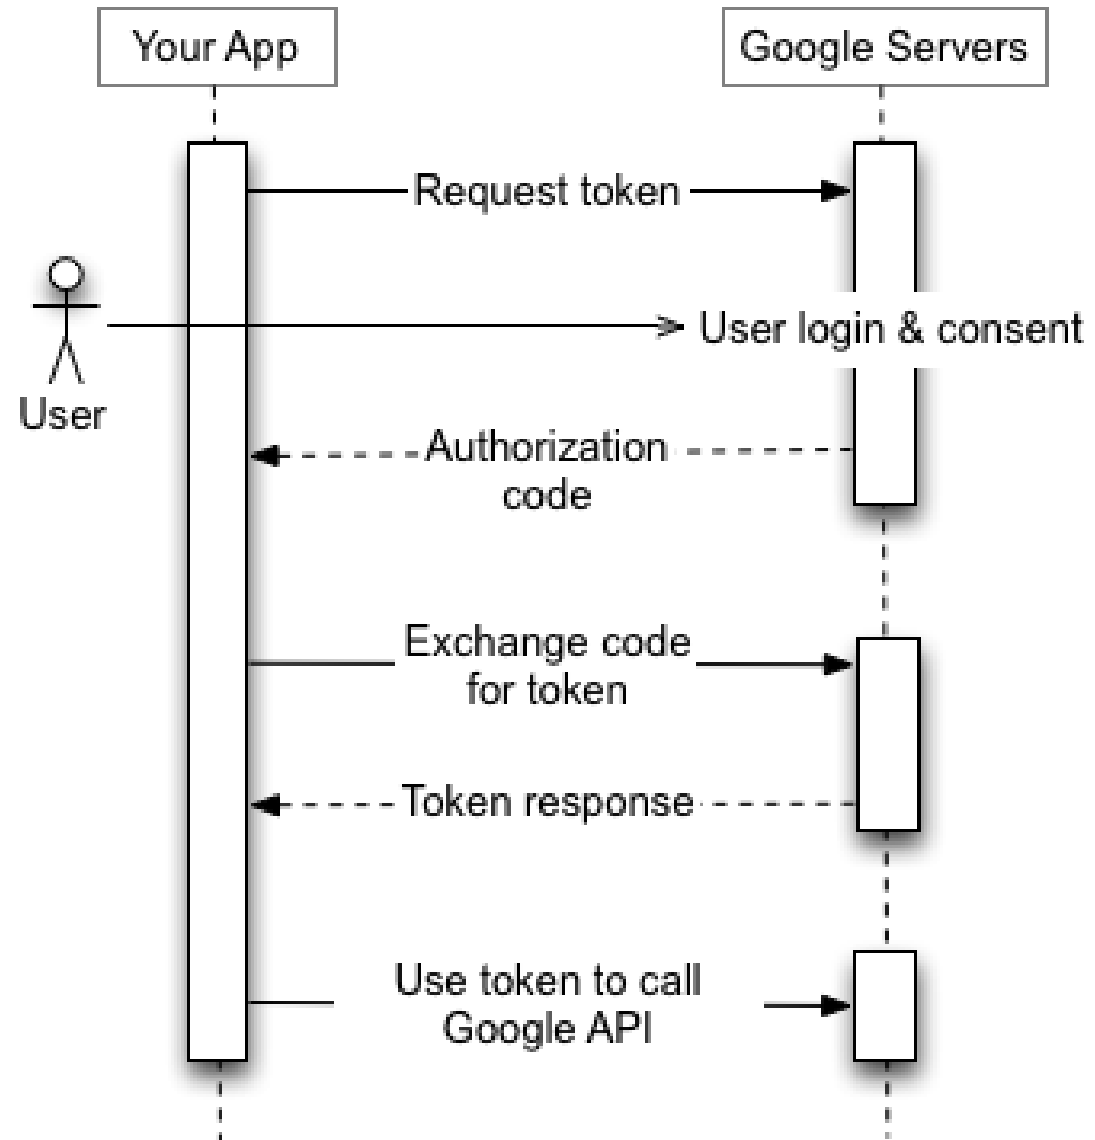 Your App
Google Servers
Request token
User login & consent
User
Authorization
code
Exchange code
for token
Token response
Use token to call
Google API